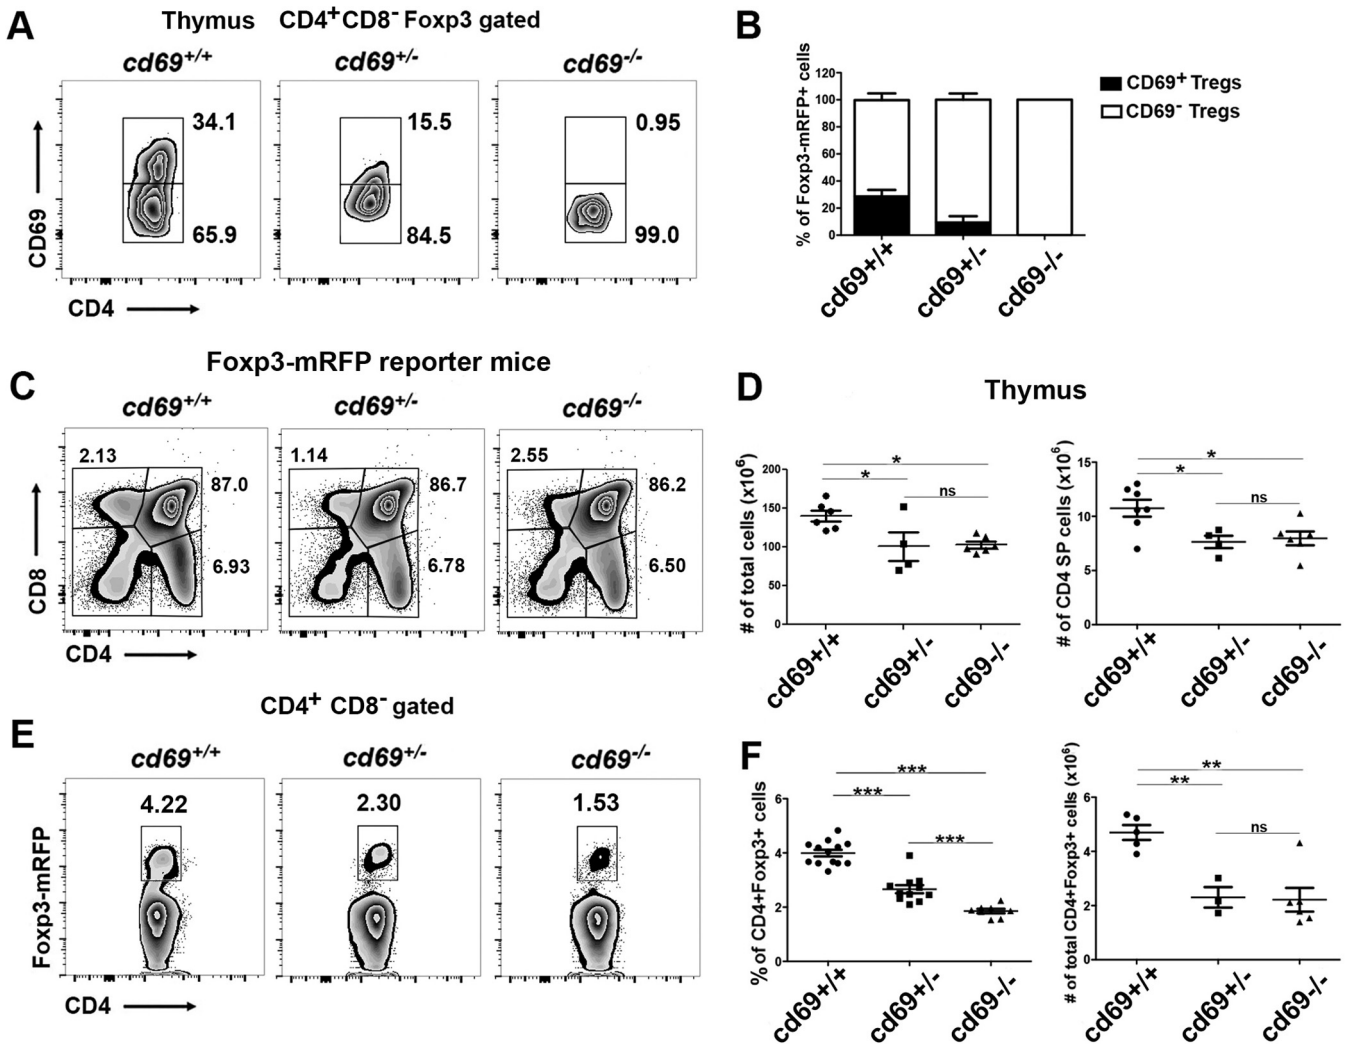 A
Thymus CD4+CD8- Foxp3 gated
cd69+/+
cd69+/-
cd69-/-
34.1
65.9
15.5
84.5
0.95
99.0
CD69
CD4
B
% of Foxp3-mRFP+ cells
120
100
80
60
40
20
0
cd69+/+
cd69+/-
cd69-/-
CD69+ Tregs
CD69- Tregs
Foxp3-mRFP reporter mice
C
cd69+/+
cd69+/-
cd69-/-
2.13
87.0
6.93
1.14
86.7
6.78
2.55
86.2
6.50
CD8
CD4
D
Thymus
# of total cells (x10⁶)
200
150
100
50
0
*
*
ns
cd69+/+
cd69+/-
cd69-/-
# of CD4 SP cells (x10⁶)
15
10
5
0
*
*
ns
cd69+/+
cd69+/-
cd69-/-
CD4+ CD8- gated
E
cd69+/+
cd69+/-
cd69-/-
4.22
2.30
1.53
Foxp3-mRFP
CD4
F
% of CD4+Foxp3+ cells
6
4
2
0
***
***
***
cd69+/+
cd69+/-
cd69-/-
# of total CD4+Foxp3+ cells (x10⁶)
6
4
2
0
**
**
ns
cd69+/+
cd69+/-
cd69-/-